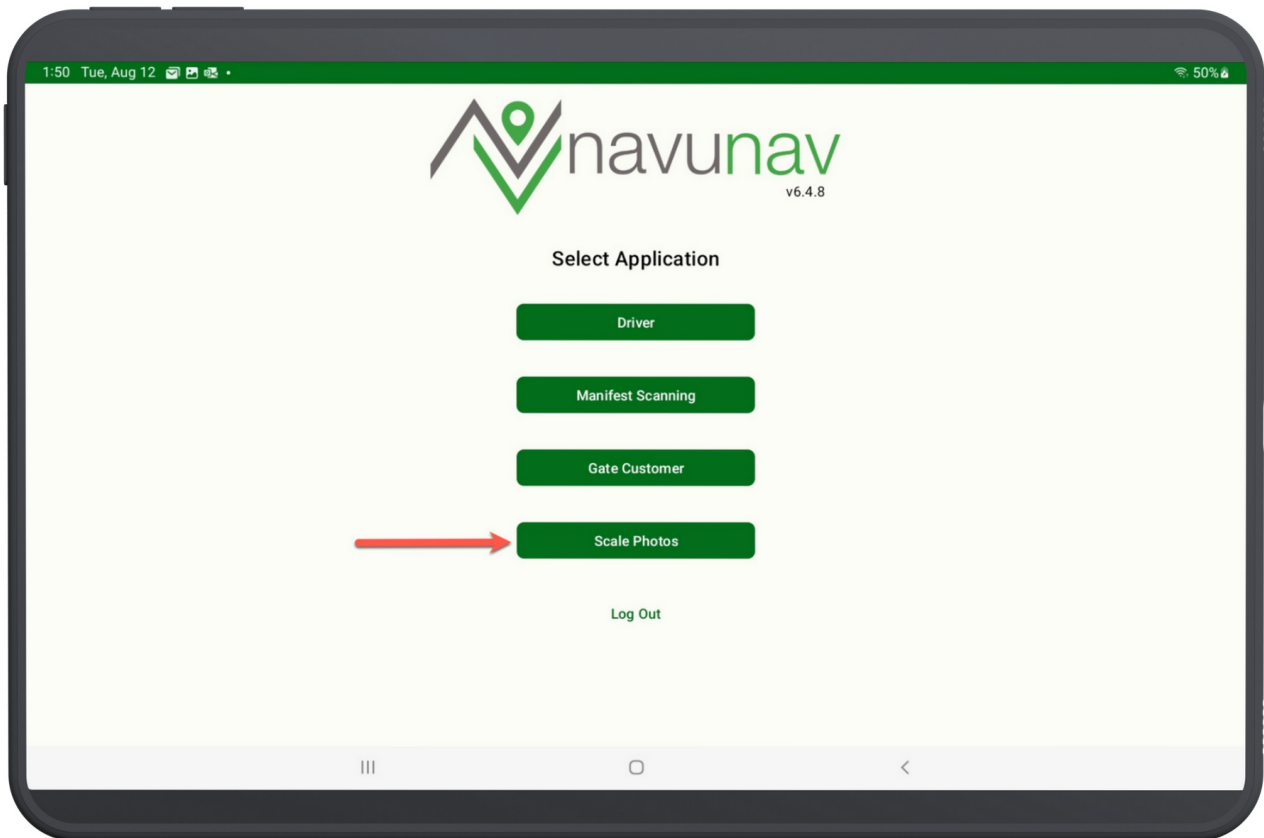 1:50 Tue, Aug 12
50%
navunav
v6.4.8
Select Application
Driver
Manifest Scanning
Gate Customer
Scale Photos
Log Out